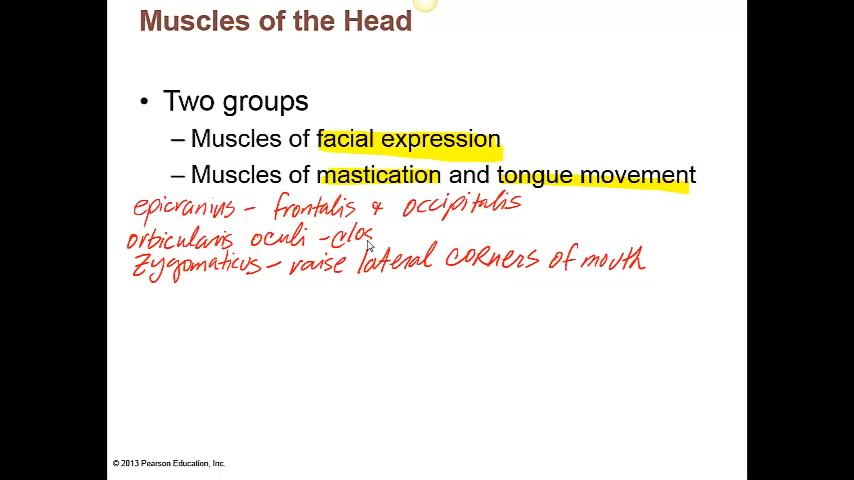 Muscles of the Head
• Two groups
– Muscles of facial expression
– Muscles of mastication and tongue movement
epicranius - frontalis & occipitalis
orbicularis oculi - clos
Zygomaticus - raise lateral corners of mouth
© 2013 Pearson Education, Inc.